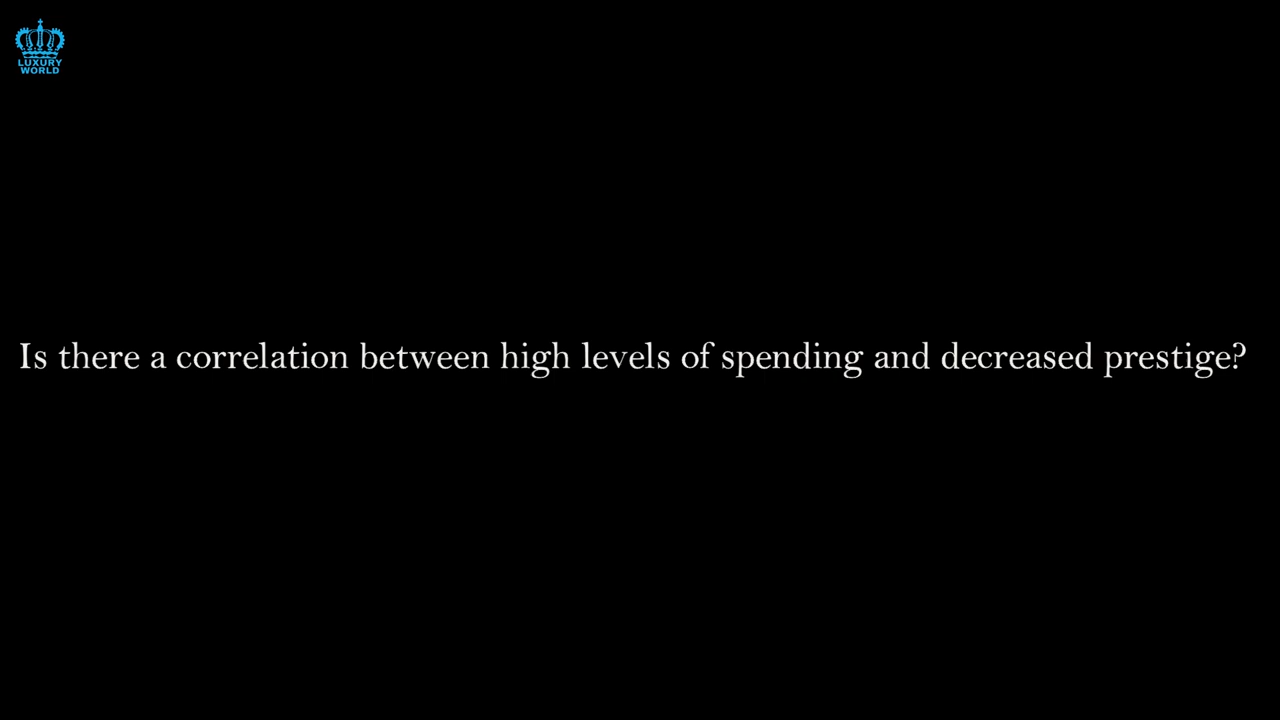 LUXURY
WORLD
Is there a correlation between high levels of spending and decreased prestige?